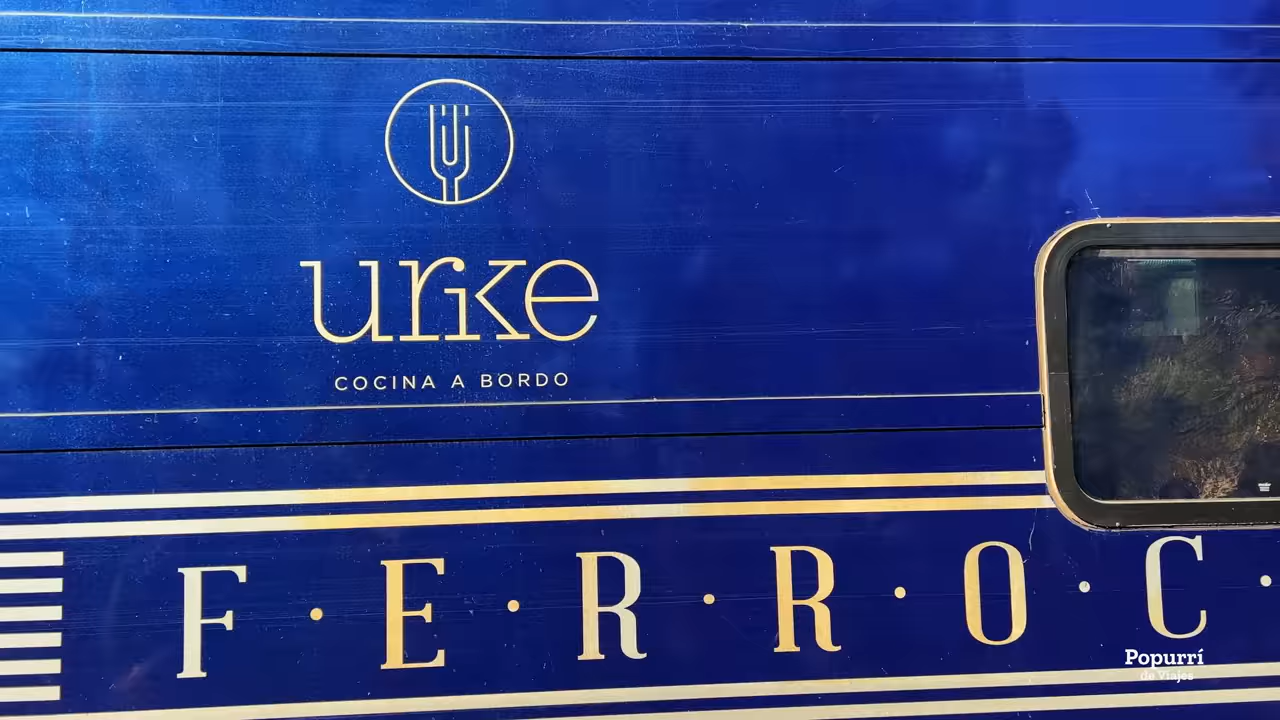 urke
COCINA A BORDO
F·E·R·R·O·C·
Popurrí
de Viajes